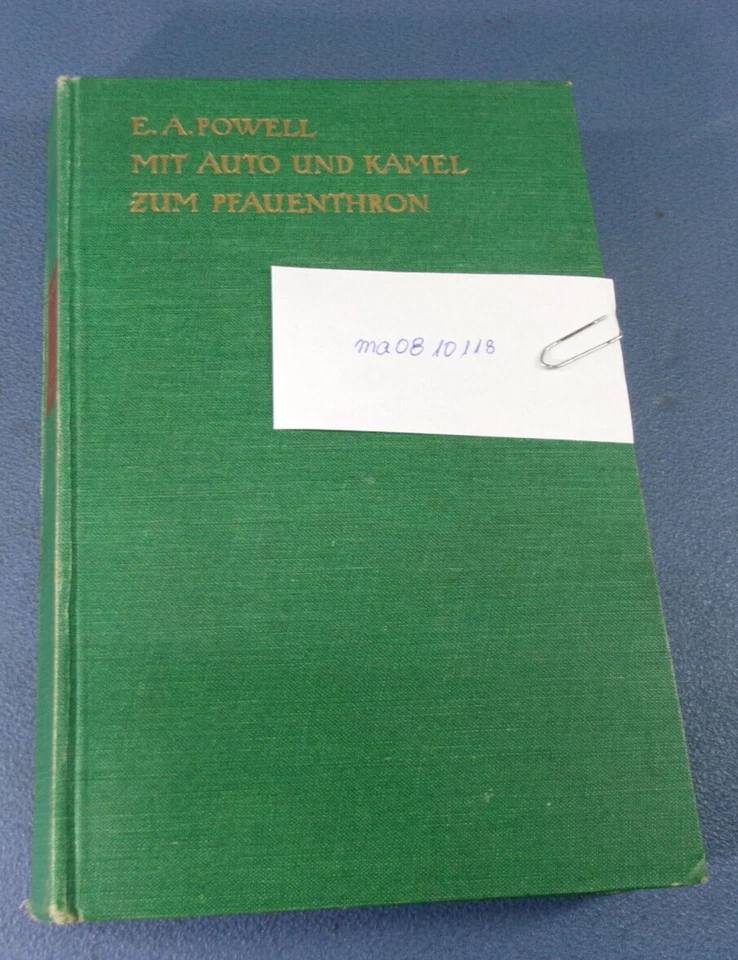 E. A. POWELL
MIT AUTO UND KAMEL
ZUM PFAUENTHRON
ma08 10118